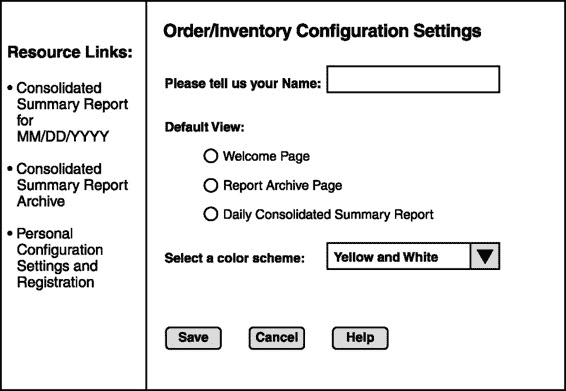 Resource Links:
• Consolidated
Summary Report
for
MM/DD/YYYY
• Consolidated
Summary Report
Archive
• Personal
Configuration
Settings and
Registration
Order/Inventory Configuration Settings
Please tell us your Name:
Default View:
Welcome Page
Report Archive Page
Daily Consolidated Summary Report
Select a color scheme: Yellow and White
Save Cancel Help